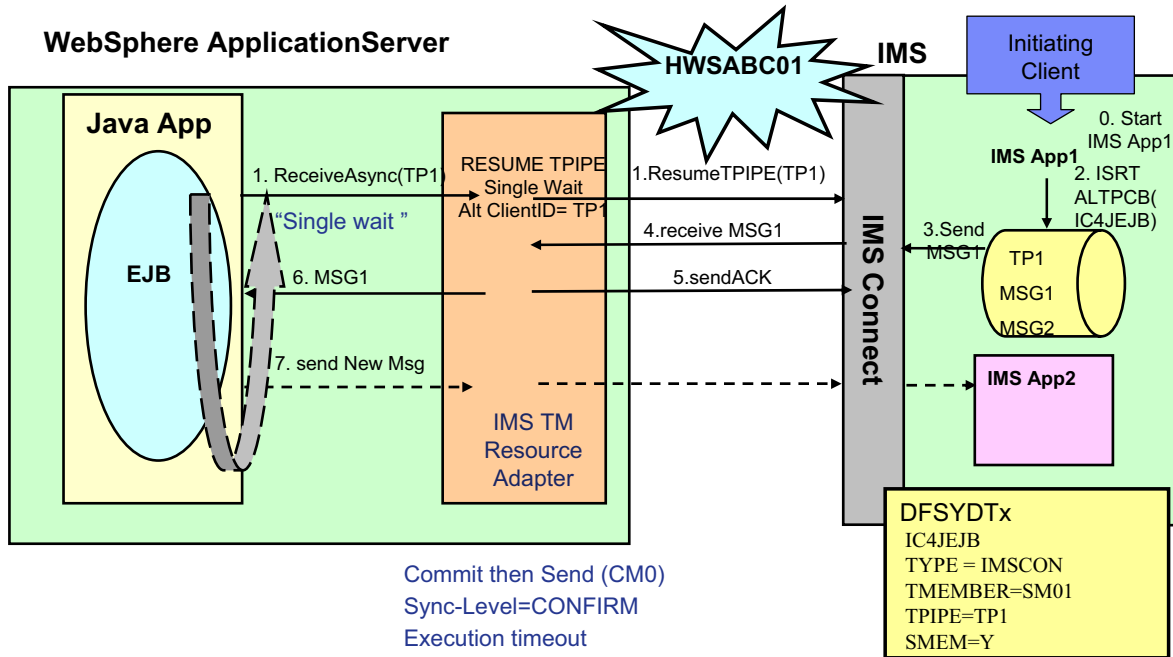 WebSphere ApplicationServer
HWSABC01
IMS
Initiating
Client
Java App
0. Start
IMS App1
IMS App1
1. ReceiveAsync(TP1)
RESUME TPIPE
Single Wait
Alt ClientID= TP1
1.ResumeTPIPE(TP1)
2. ISRT
ALTPCB(
IC4JEJB)
“Single wait ”
4.receive MSG1
3.Send
MSG1
EJB
6. MSG1
5.sendACK
TP1
MSG1
MSG2
IMS Connect
7. send New Msg
IMS App2
IMS TM
Resource
Adapter
DFSYDTx
IC4JEJB
TYPE = IMSCON
TMEMBER=SM01
TPIPE=TP1
SMEM=Y
Commit then Send (CM0)
Sync-Level=CONFIRM
Execution timeout